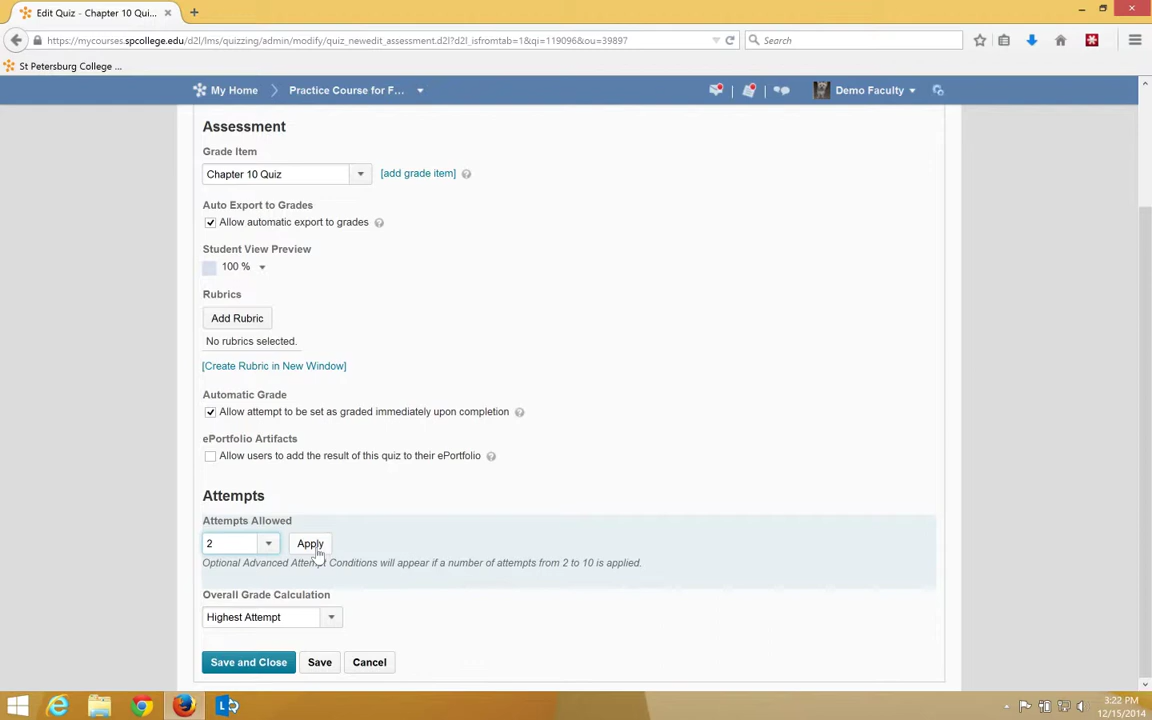 Edit Quiz - Chapter 10 Qui...
https://mycourses.spcollege.edu/d2l/lms/quizzing/admin/modify/quiz_newedit_assessment.d2l?d2l_isfromtab=1&qi=119096&ou=39897
Search
St Petersburg College ...
My Home Practice Course for F... Demo Faculty
Assessment
Grade Item
Chapter 10 Quiz [add grade item]
Auto Export to Grades
Allow automatic export to grades
Student View Preview
100 %
Rubrics
Add Rubric
No rubrics selected.
[Create Rubric in New Window]
Automatic Grade
Allow attempt to be set as graded immediately upon completion
ePortfolio Artifacts
Allow users to add the result of this quiz to their ePortfolio
Attempts
Attempts Allowed
2 Apply
Optional Advanced Attempt Conditions will appear if a number of attempts from 2 to 10 is applied.
Overall Grade Calculation
Highest Attempt
Save and Close Save Cancel
3:22 PM
12/15/2014